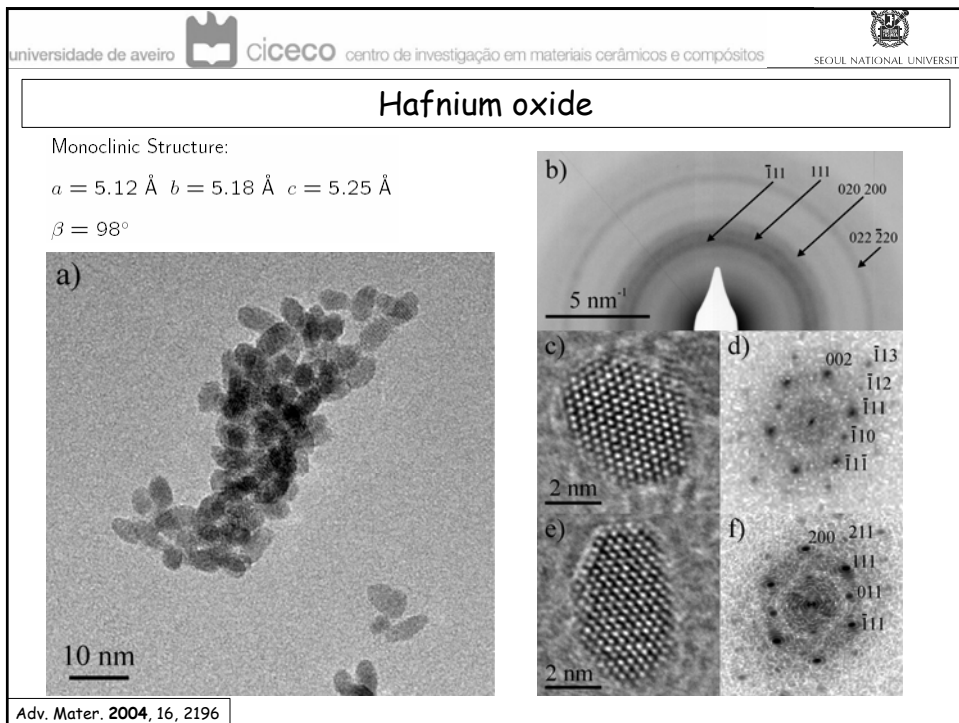 universidade de aveiro ciceco centro de investigação em materiais cerâmicos e compósitos
SEOUL NATIONAL UNIVERSIT
Hafnium oxide
Monoclinic Structure:
a = 5.12 Å b = 5.18 Å c = 5.25 Å
β = 98°
a)
10 nm
b)
1̄11 111 020 200
022 2̄20
5 nm⁻¹
c)
2 nm
d)
002 1̄13
1̄12
1̄11
1̄10
1̄11̄
e)
2 nm
f)
200 211
111
011
1̄11
Adv. Mater. 2004, 16, 2196